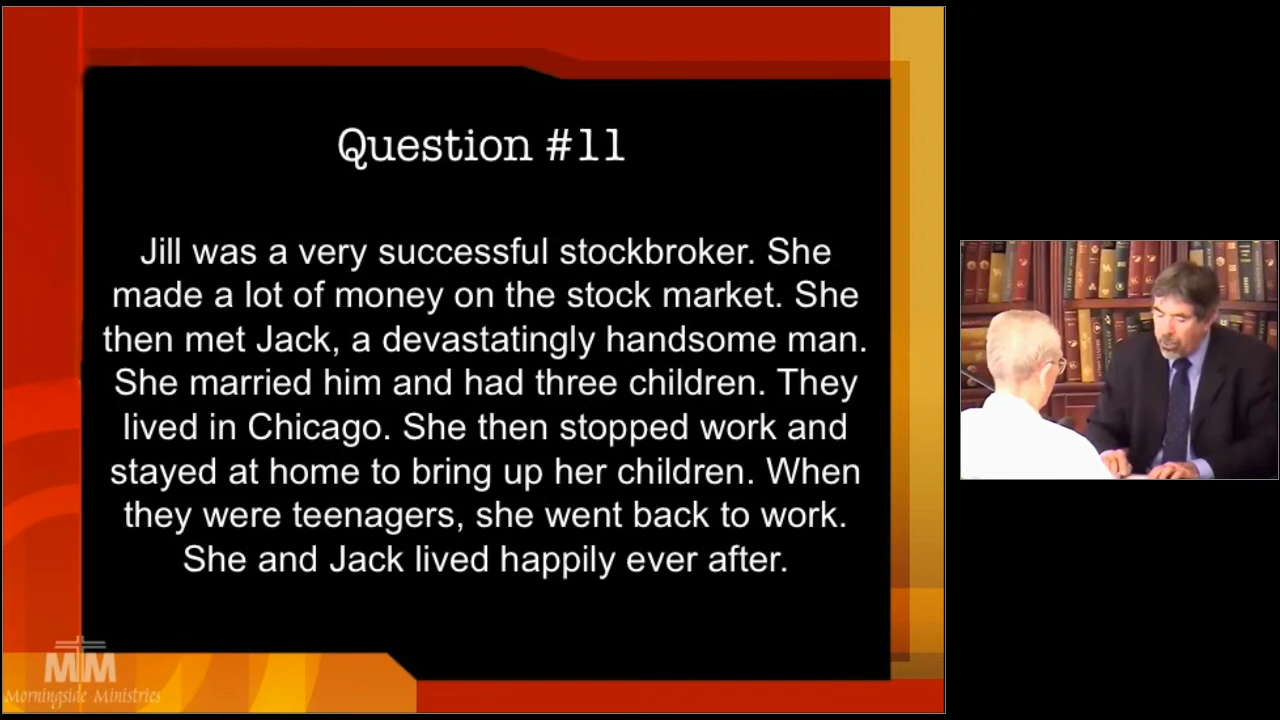 Question #11
Jill was a very successful stockbroker. She
made a lot of money on the stock market. She
then met Jack, a devastatingly handsome man.
She married him and had three children. They
lived in Chicago. She then stopped work and
stayed at home to bring up her children. When
they were teenagers, she went back to work.
She and Jack lived happily ever after.
MM
Morningside Ministries